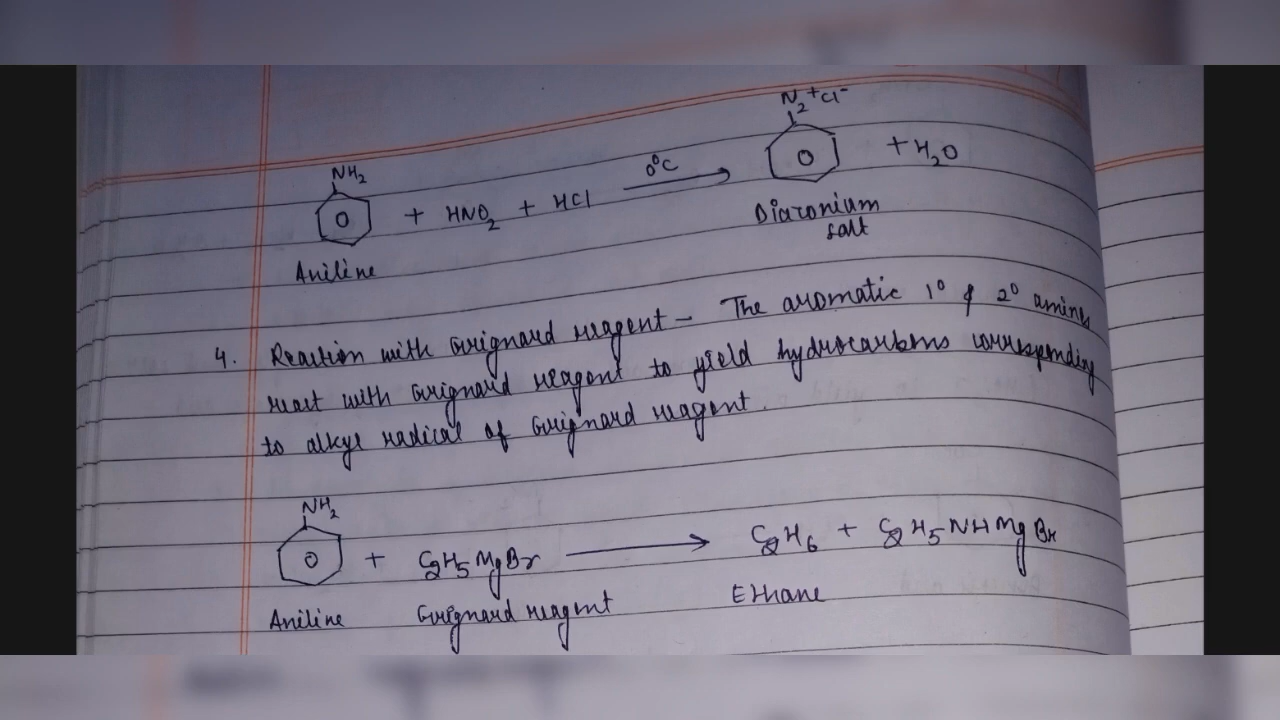 NH₂ + HNO₂ + HCl 0°C → N₂⁺Cl⁻ + H₂O
Aniline Diazonium salt
4. Reaction with Grignard reagent - The aromatic 1° & 2° amines
react with Grignard reagent to yield hydrocarbons corresponding
to alkyl radical of Grignard reagent.
NH₂ + C₂H₅MgBr → C₂H₆ + C₂H₅NHMgBr
Aniline Grignard reagent Ethane